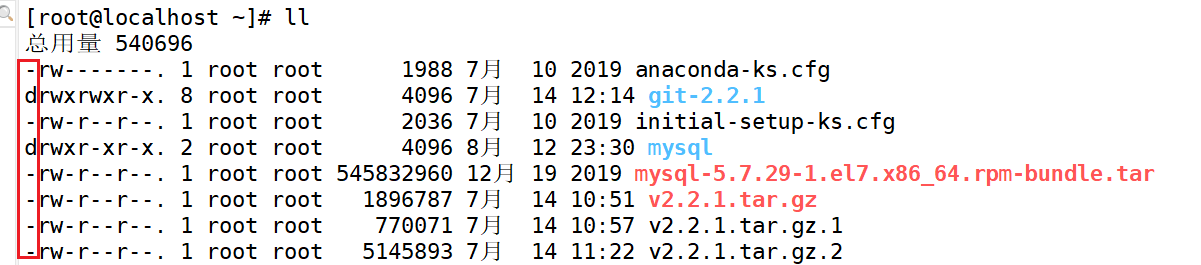 [root@localhost ~]# ll
总用量 540696
-rw-------. 1 root root      1988 7月  10 2019 anaconda-ks.cfg
drwxrwxr-x. 8 root root      4096 7月  14 12:14 git-2.2.1
-rw-r--r--. 1 root root      2036 7月  10 2019 initial-setup-ks.cfg
drwxr-xr-x. 2 root root      4096 8月  12 23:30 mysql
-rw-r--r--. 1 root root 545832960 12月 19 2019 mysql-5.7.29-1.el7.x86_64.rpm-bundle.tar
-rw-r--r--. 1 root root   1896787 7月  14 10:51 v2.2.1.tar.gz
-rw-r--r--. 1 root root    770071 7月  14 10:57 v2.2.1.tar.gz.1
-rw-r--r--. 1 root root   5145893 7月  14 11:22 v2.2.1.tar.gz.2